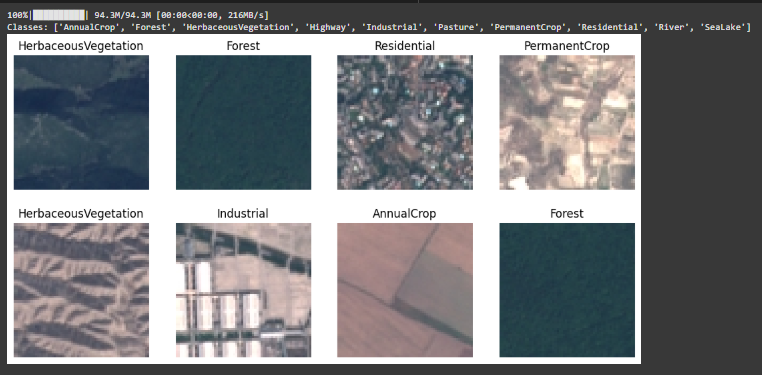 100%|██████████| 94.3M/94.3M [00:00<00:00, 216MB/s]
Classes: ['AnnualCrop', 'Forest', 'HerbaceousVegetation', 'Highway', 'Industrial', 'Pasture', 'PermanentCrop', 'Residential', 'River', 'SeaLake']
HerbaceousVegetation Forest Residential PermanentCrop
HerbaceousVegetation Industrial AnnualCrop Forest